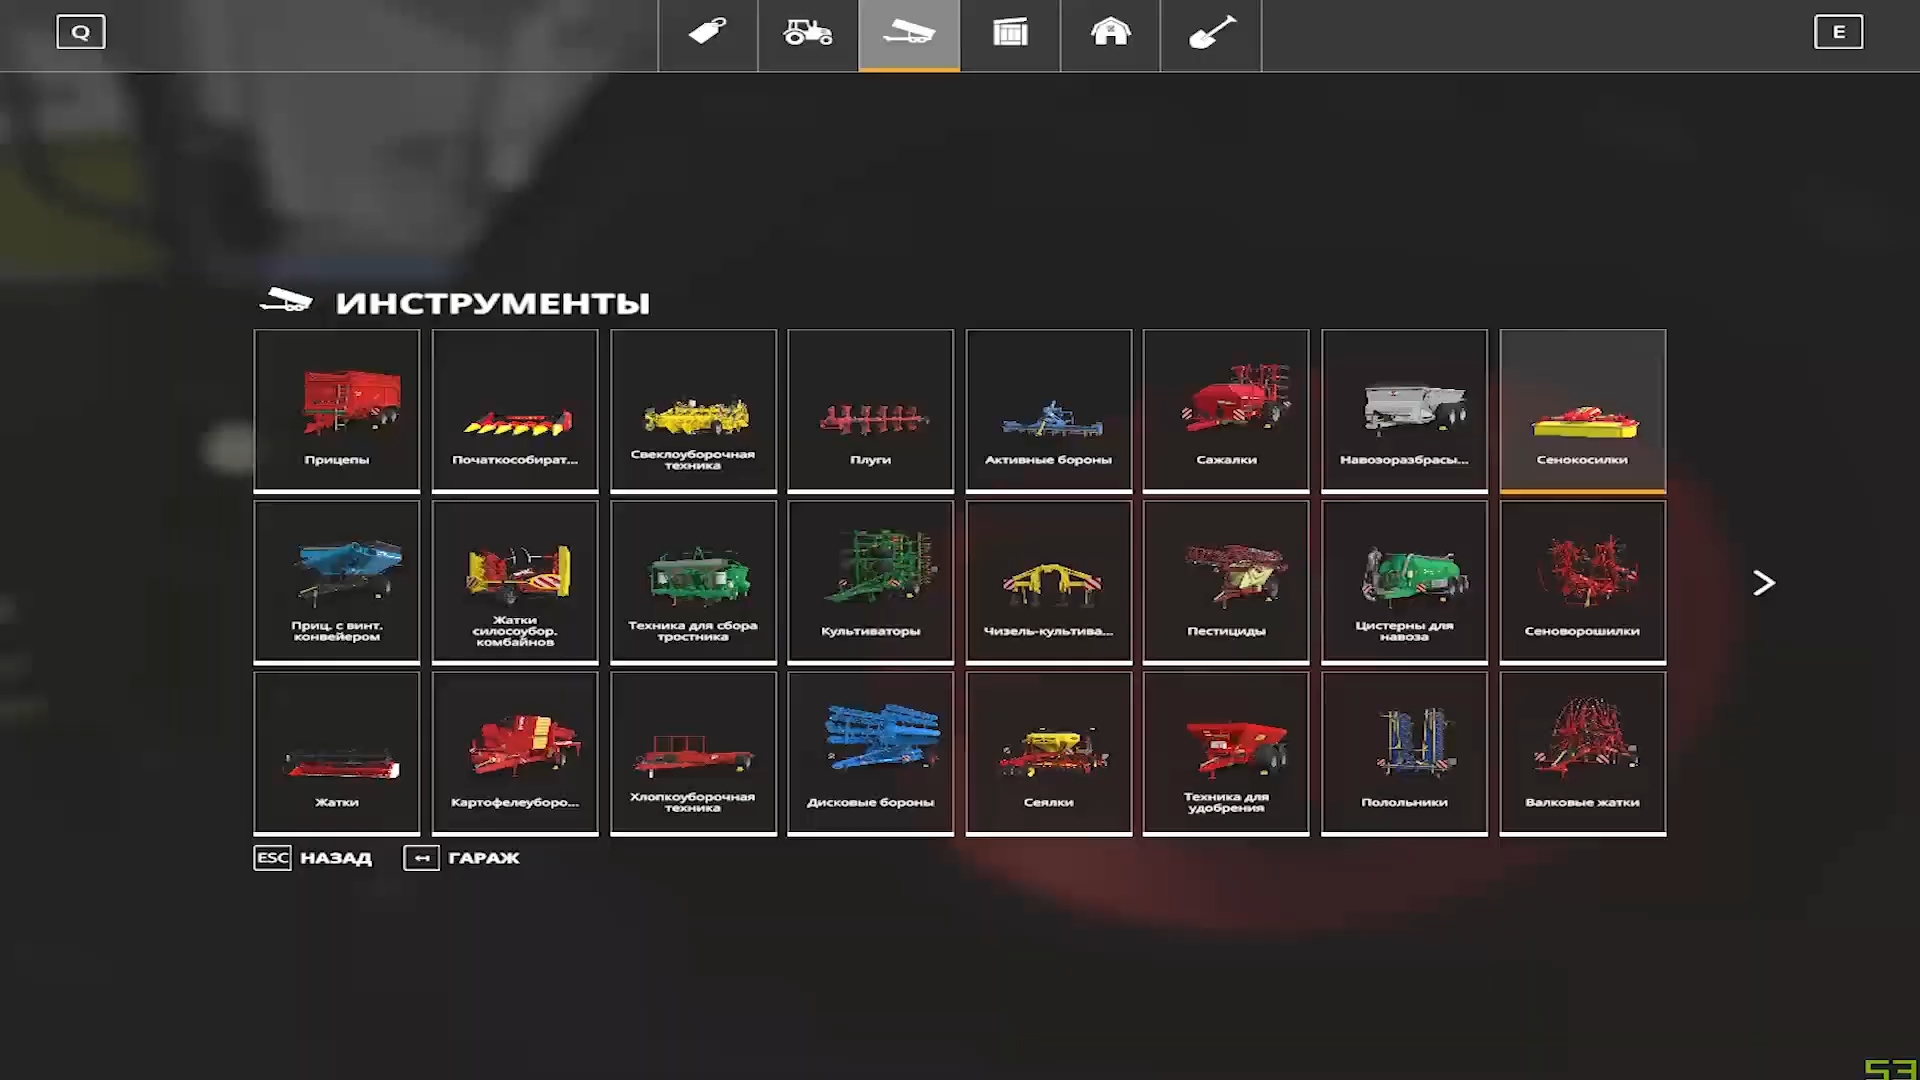 Q
E
ИНСТРУМЕНТЫ
Прицепы
Початкособират...
Свеклоуборочная
техника
Плуги
Активные бороны
Сажалки
Навозоразбрасы...
Сенокосилки
Приц. с винт.
конвейером
Жатки
силосоубор.
комбайнов
Техника для сбора
тростника
Культиваторы
Чизель-культива...
Пестициды
Цистерны для
навоза
Сеноворошилки
Жатки
Картофелеуборо...
Хлопкоуборочная
техника
Дисковые бороны
Сеялки
Техника для
удобрения
Полольники
Валковые жатки
ESC НАЗАД
ГАРАЖ
53